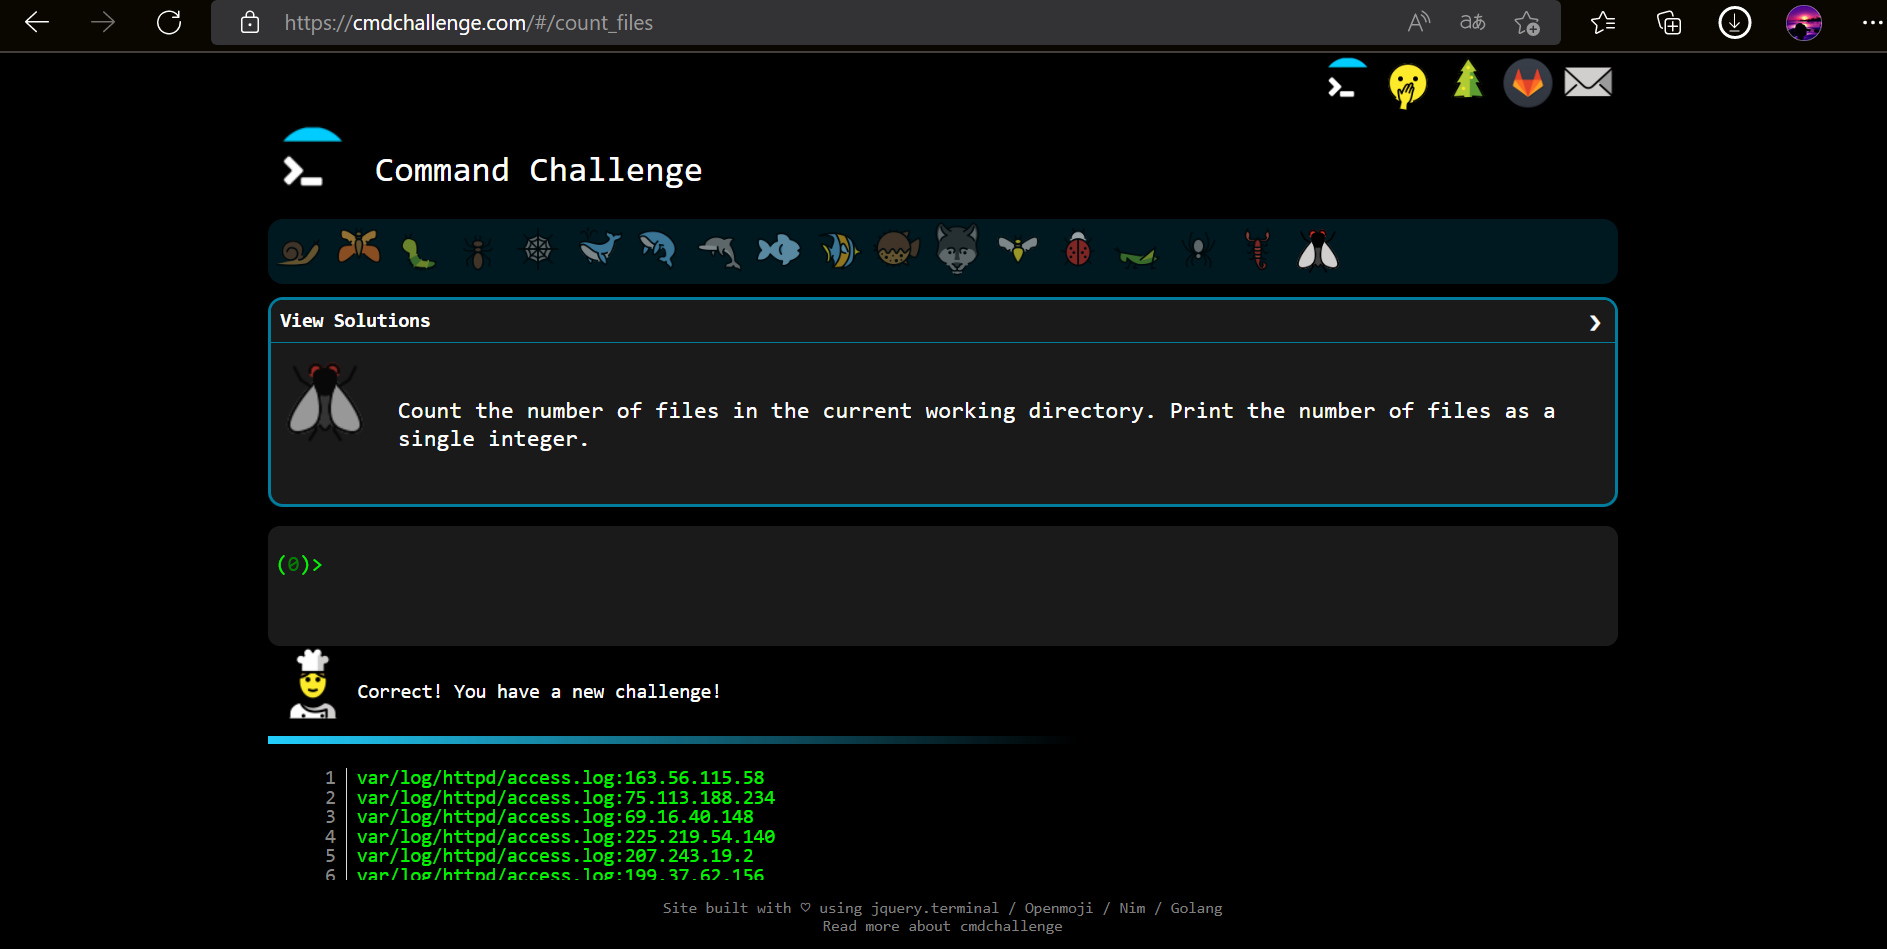 https://cmdchallenge.com/#/count_files
Command Challenge
View Solutions
Count the number of files in the current working directory. Print the number of files as a
single integer.
(0)>
Correct! You have a new challenge!
1 var/log/httpd/access.log:163.56.115.58
2 var/log/httpd/access.log:75.113.188.234
3 var/log/httpd/access.log:69.16.40.148
4 var/log/httpd/access.log:225.219.54.140
5 var/log/httpd/access.log:207.243.19.2
6 var/log/httpd/access.log:199.37.62.156
Site built with ♡ using jquery.terminal / Openmoji / Nim / Golang
Read more about cmdchallenge